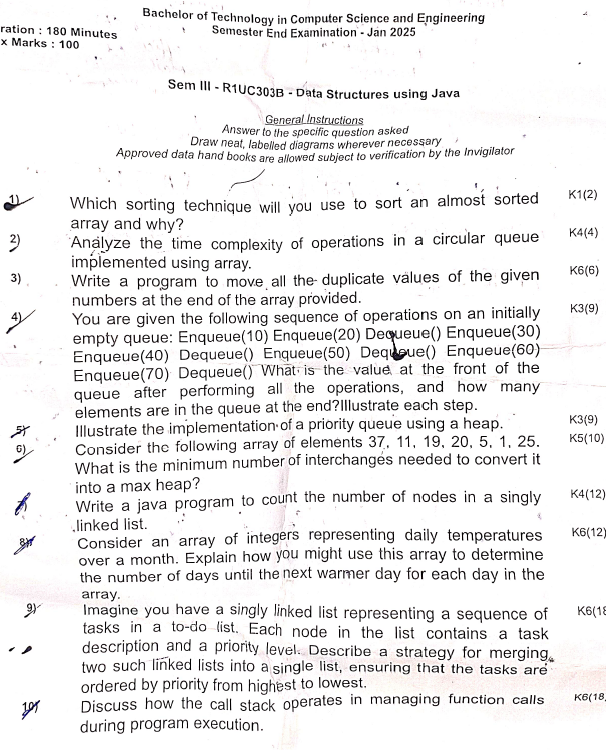 Bachelor of Technology in Computer Science and Engineering
Semester End Examination - Jan 2025
ration : 180 Minutes
x Marks : 100
Sem III - R1UC303B - Data Structures using Java
General Instructions
Answer to the specific question asked
Draw neat, labelled diagrams wherever necessary
Approved data hand books are allowed subject to verification by the Invigilator
1) Which sorting technique will you use to sort an almost sorted K1(2)
array and why?
2) Analyze the time complexity of operations in a circular queue K4(4)
implemented using array.
3) Write a program to move all the duplicate values of the given K6(6)
numbers at the end of the array provided.
4) You are given the following sequence of operations on an initially K3(9)
empty queue: Enqueue(10) Enqueue(20) Dequeue() Enqueue(30)
Enqueue(40) Dequeue() Enqueue(50) Dequeue() Enqueue(60)
Enqueue(70) Dequeue() What is the value at the front of the
queue after performing all the operations, and how many
elements are in the queue at the end?Illustrate each step.
5) Illustrate the implementation of a priority queue using a heap. K3(9)
6) Consider the following array of elements 37, 11, 19, 20, 5, 1, 25. K5(10)
What is the minimum number of interchanges needed to convert it
into a max heap?
Write a java program to count the number of nodes in a singly K4(12)
linked list.
8) Consider an array of integers representing daily temperatures K6(12)
over a month. Explain how you might use this array to determine
the number of days until the next warmer day for each day in the
array.
9) Imagine you have a singly linked list representing a sequence of K6(18
tasks in a to-do list. Each node in the list contains a task
description and a priority level. Describe a strategy for merging
two such linked lists into a single list, ensuring that the tasks are
ordered by priority from highest to lowest.
10) Discuss how the call stack operates in managing function calls K6(18
during program execution.